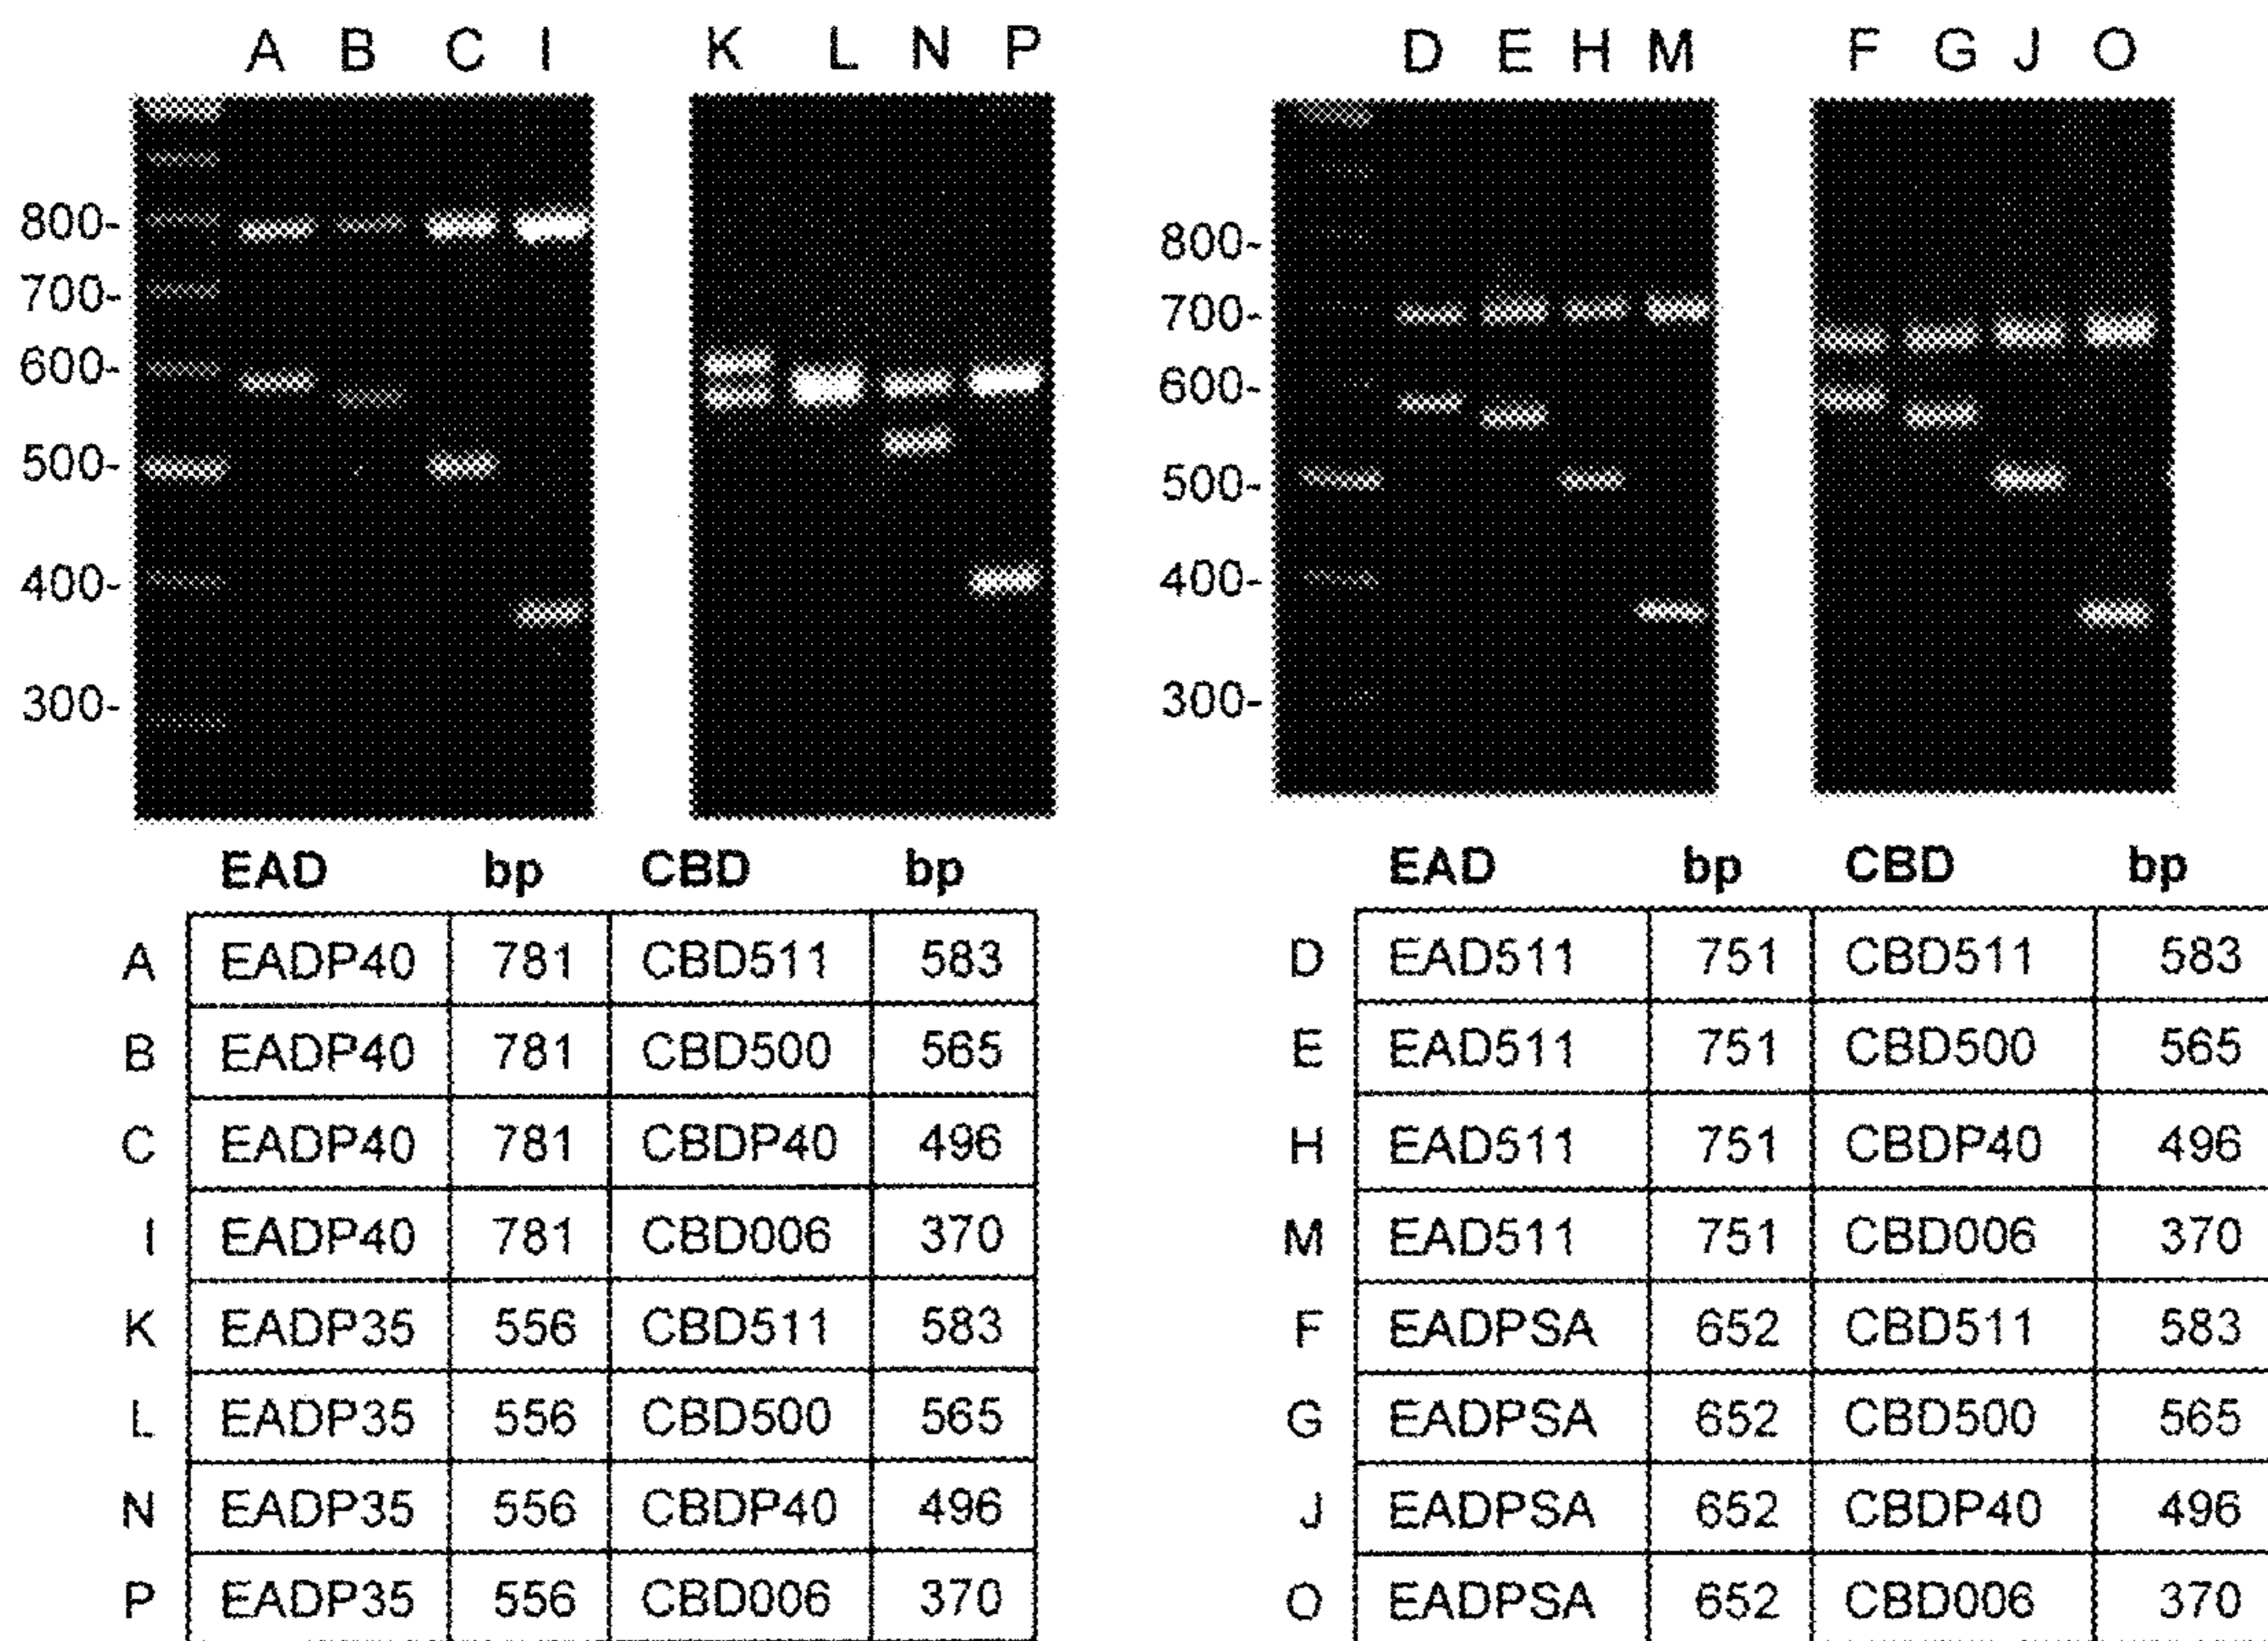 A B C I K L N P D E H M F G J O
800-
700-
600-
500-
400-
300-
800-
700-
600-
500-
400-
300-
EAD bp CBD bp
A EADP40 781 CBD511 583
B EADP40 781 CBD500 565
C EADP40 781 CBDP40 496
I EADP40 781 CBD006 370
K EADP35 556 CBD511 583
L EADP35 556 CBD500 565
N EADP35 556 CBDP40 496
P EADP35 556 CBD006 370
EAD bp CBD bp
D EAD511 751 CBD511 583
E EAD511 751 CBD500 565
H EAD511 751 CBDP40 496
M EAD511 751 CBD006 370
F EADPSA 652 CBD511 583
G EADPSA 652 CBD500 565
J EADPSA 652 CBDP40 496
O EADPSA 652 CBD006 370